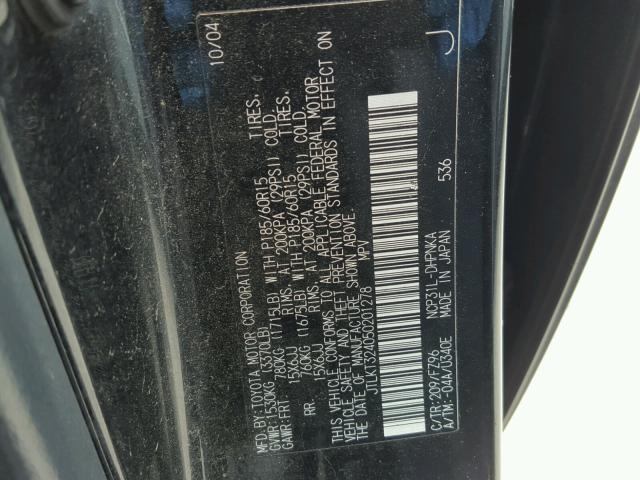 MFD.BY:TOYOTA MOTOR CORPORATION 10/04
GVWR:1530KG (3370LB)
GAWR:FRT 780KG (1715LB) WITH P185/60R15 TIRES,
15X6JJ RIMS, AT 200KPA (29PSI) COLD.
RR. 760KG (1675LB) WITH P185/60R15 TIRES,
15X6JJ RIMS, AT 200KPA (29PSI) COLD.
THIS VEHICLE CONFORMS TO ALL APPLICABLE FEDERAL MOTOR
VEHICLE SAFETY AND THEFT PREVENTION STANDARDS IN EFFECT ON
THE DATE OF MANUFACTURE SHOWN ABOVE.
JTLKT324050201278 MPV
J
C/TR:209/F796 NCP31L-DHPNKA
A/TM:-04A/U340E MADE IN JAPAN 536